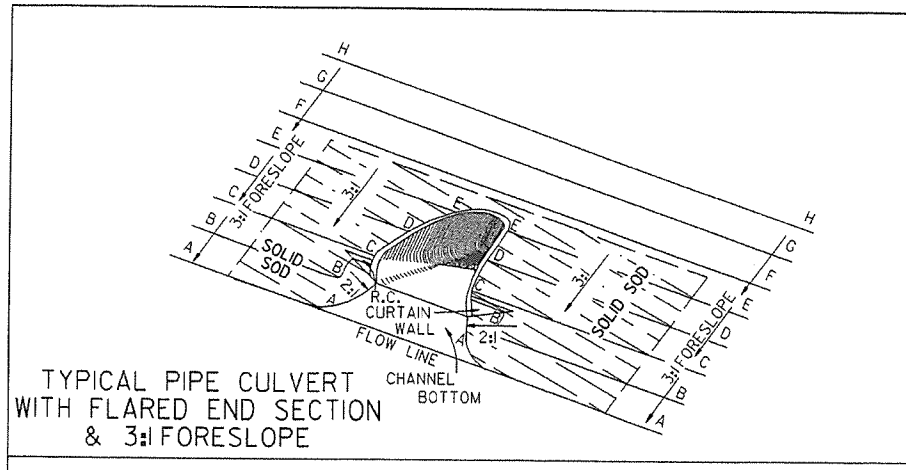 H
G
F
E
D
C
B
A
3:1 FORESLOPE
3:1
SOLID
SOD
D
E
E
D
C
B
A
2:1
C
B
A
2:1
R.C.
CURTAIN
WALL
FLOW LINE
CHANNEL
BOTTOM
3:1
SOLID SOD
3:1 FORESLOPE
H
G
F
E
D
C
B
A
TYPICAL PIPE CULVERT
WITH FLARED END SECTION
& 3:1 FORESLOPE